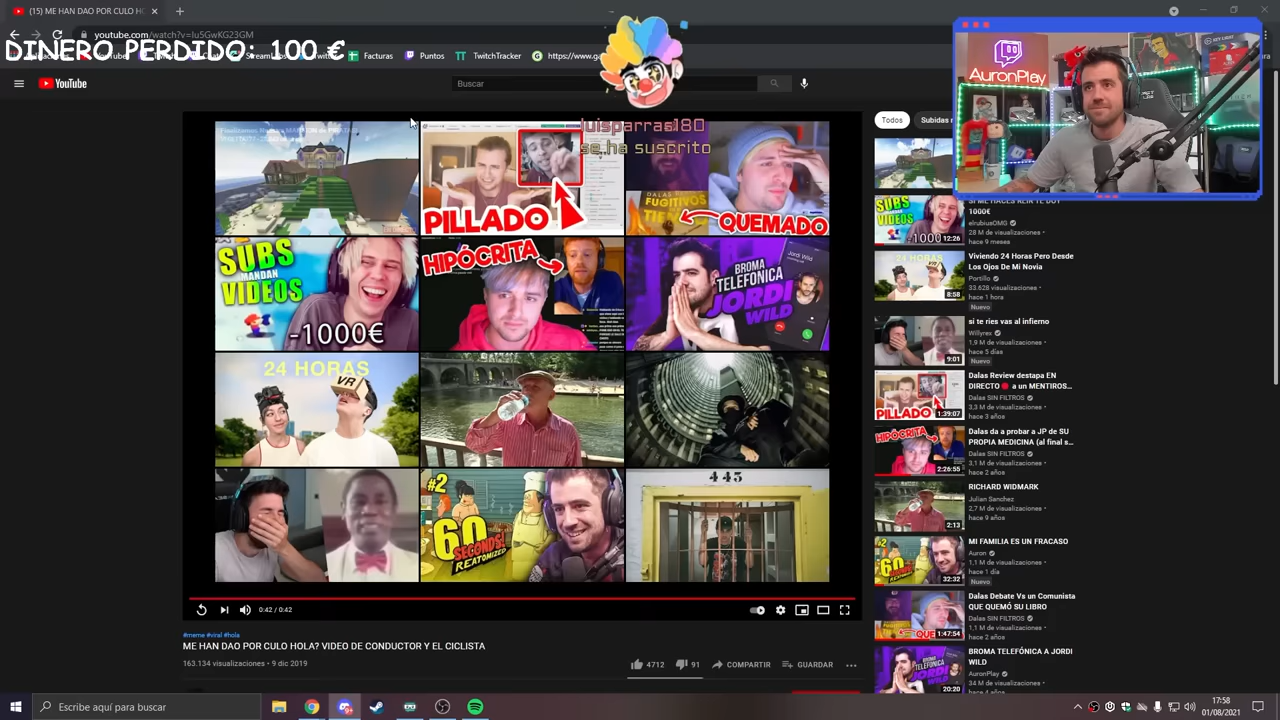 (15) ME HAN DAO POR CULO HO
youtube.com/watch?v=Iu5GwKG23GM
DINERO PERDIDO: 100 €
Facturas
Puntos
TwitchTracker
https://www.g
YouTube
Buscar
AuronPlay
luisparras180
se ha suscrito
Todos
Subidas r
PILLADO
DALAS
FUGITIVOS
QUEMADO
SUBS
MANDAN
VIDEOS
-1000€
HIPÓCRITA
BROMA
TELEFONICA
JORDI
WILD
Jordi Wild
24 HORAS
VR
#2
60
SECONDS!
REATOMIZED
445
0:42 / 0:42
#meme #viral #hola
ME HAN DAO POR CULO HOLA? VIDEO DE CONDUCTOR Y EL CICLISTA
163.134 visualizaciones • 9 dic 2019
4712
91
COMPARTIR
GUARDAR
SI ME HACES REIR TE DOY
1000€
elrubiusOMG
28 M de visualizaciones •
hace 9 meses
12:26
Viviendo 24 Horas Pero Desde
Los Ojos De Mi Novia
Portillo
33.628 visualizaciones •
hace 1 hora
Nuevo
8:58
si te ries vas al infierno
Willyrex
1,9 M de visualizaciones •
hace 5 días
Nuevo
9:01
Dalas Review destapa EN
DIRECTO🔴 a un MENTIROS...
Dalas SIN FILTROS
3,3 M de visualizaciones •
hace 3 años
1:39:07
Dalas da a probar a JP de SU
PROPIA MEDICINA (al final s...
Dalas SIN FILTROS
3,1 M de visualizaciones •
hace 2 años
2:26:55
RICHARD WIDMARK
Julian Sanchez
2,7 M de visualizaciones •
hace 9 años
2:13
MI FAMILIA ES UN FRACASO
Auron
1,1 M de visualizaciones •
hace 1 día
Nuevo
32:32
Dalas Debate Vs un Comunista
QUE QUEMÓ SU LIBRO
Dalas SIN FILTROS
1,1 M de visualizaciones •
hace 2 años
1:47:54
BROMA TELEFÓNICA A JORDI
WILD
AuronPlay
34 M de visualizaciones •
hace 4 años
20:20
Escribe aquí para buscar
17:58
01/08/2021